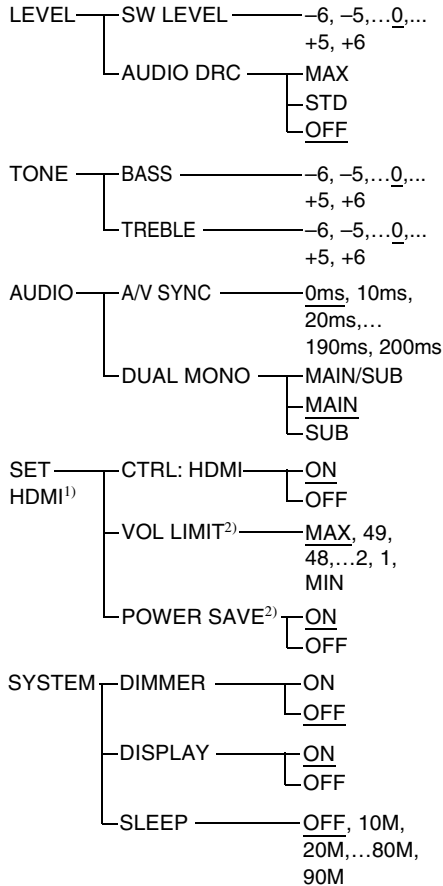 LEVEL SW LEVEL –6, –5,…0,...
+5, +6
AUDIO DRC MAX
STD
OFF
TONE BASS –6, –5,…0,...
+5, +6
TREBLE –6, –5,…0,...
+5, +6
AUDIO A/V SYNC 0ms, 10ms,
20ms,…
190ms, 200ms
DUAL MONO MAIN/SUB
MAIN
SUB
SET CTRL: HDMI ON
HDMI1) OFF
VOL LIMIT2) MAX, 49,
48,…2, 1,
MIN
POWER SAVE2) ON
OFF
SYSTEM DIMMER ON
OFF
DISPLAY ON
OFF
SLEEP OFF, 10M,
20M,…80M,
90M